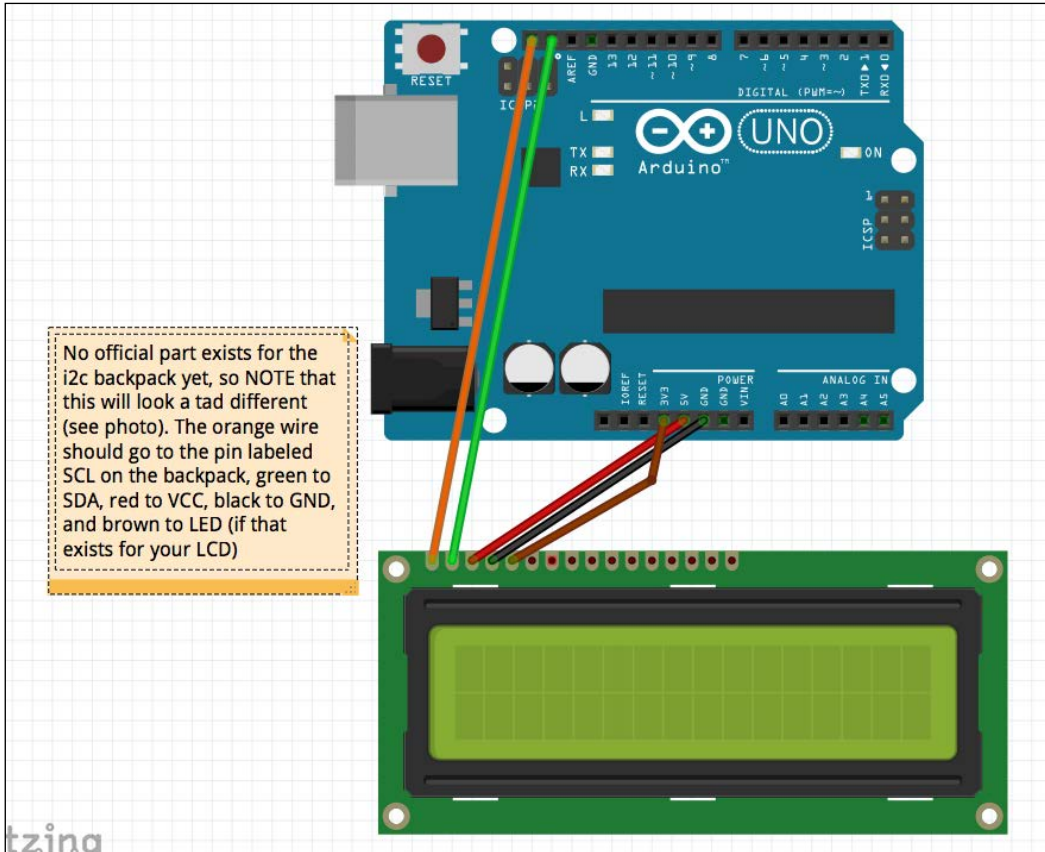 RESET
ICSP2
AREF
GND
13
12
~11
~10
~9
8
7
~6
~5
4
~3
2
TX0▶1
RX0◀0
DIGITAL (PWM=~)
L
TX
RX
Arduino™
UNO
ON
1
ICSP
No official part exists for the
i2c backpack yet, so NOTE that
this will look a tad different
(see photo). The orange wire
should go to the pin labeled
SCL on the backpack, green to
SDA, red to VCC, black to GND,
and brown to LED (if that
exists for your LCD)
POWER
ANALOG IN
IOREF
RESET
3V3
5V
GND
GND
VIN
A0
A1
A2
A3
A4
A5
tzing